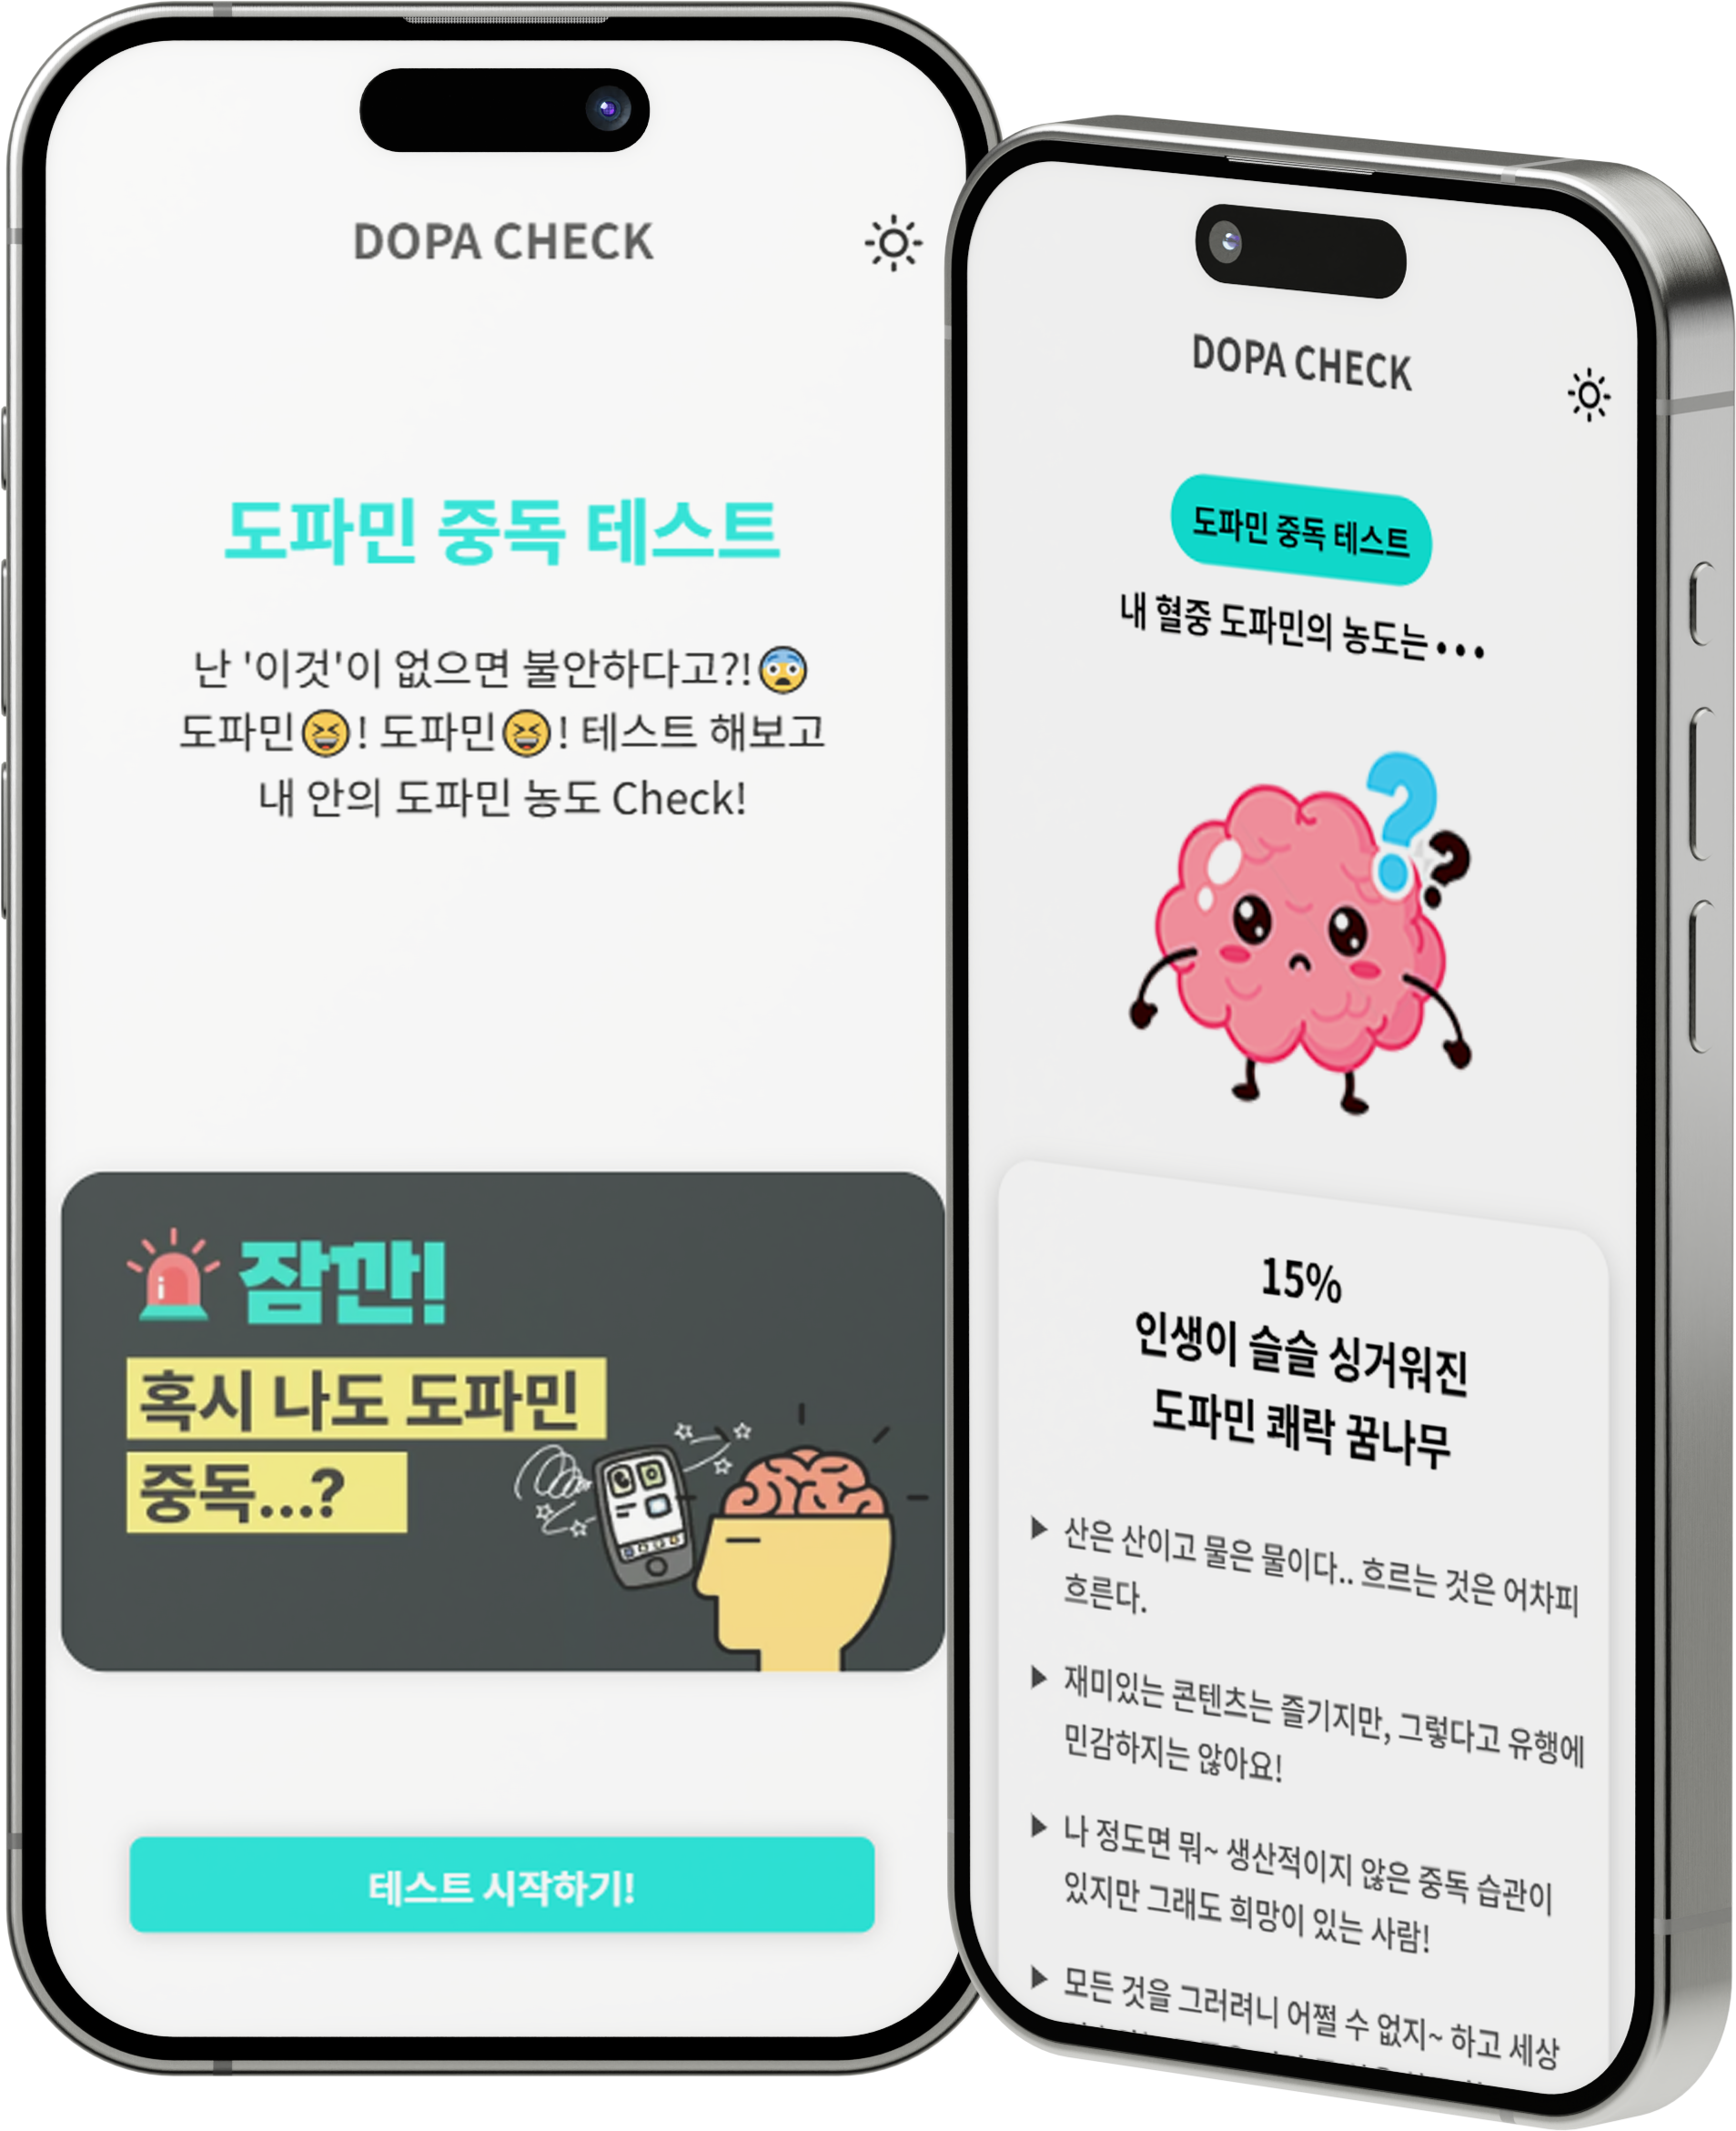 DOPA CHECK
도파민 중독 테스트
난 '이것'이 없으면 불안하다고?!😨
도파민😆! 도파민😆! 테스트 해보고
내 안의 도파민 농도 Check!
잠깐!
혹시 나도 도파민
중독...?
테스트 시작하기!
DOPA CHECK
도파민 중독 테스트
내 혈중 도파민의 농도는•••
??
15%
인생이 슬슬 싱거워진
도파민 쾌락 꿈나무
▶ 산은 산이고 물은 물이다.. 흐르는 것은 어차피
흐른다.
▶ 재미있는 콘텐츠는 즐기지만, 그렇다고 유행에
민감하지는 않아요!
▶ 나 정도면 뭐~ 생산적이지 않은 중독 습관이
있지만 그래도 희망이 있는 사람!
▶ 모든 것을 그러려니 어쩔 수 없지~ 하고 세상